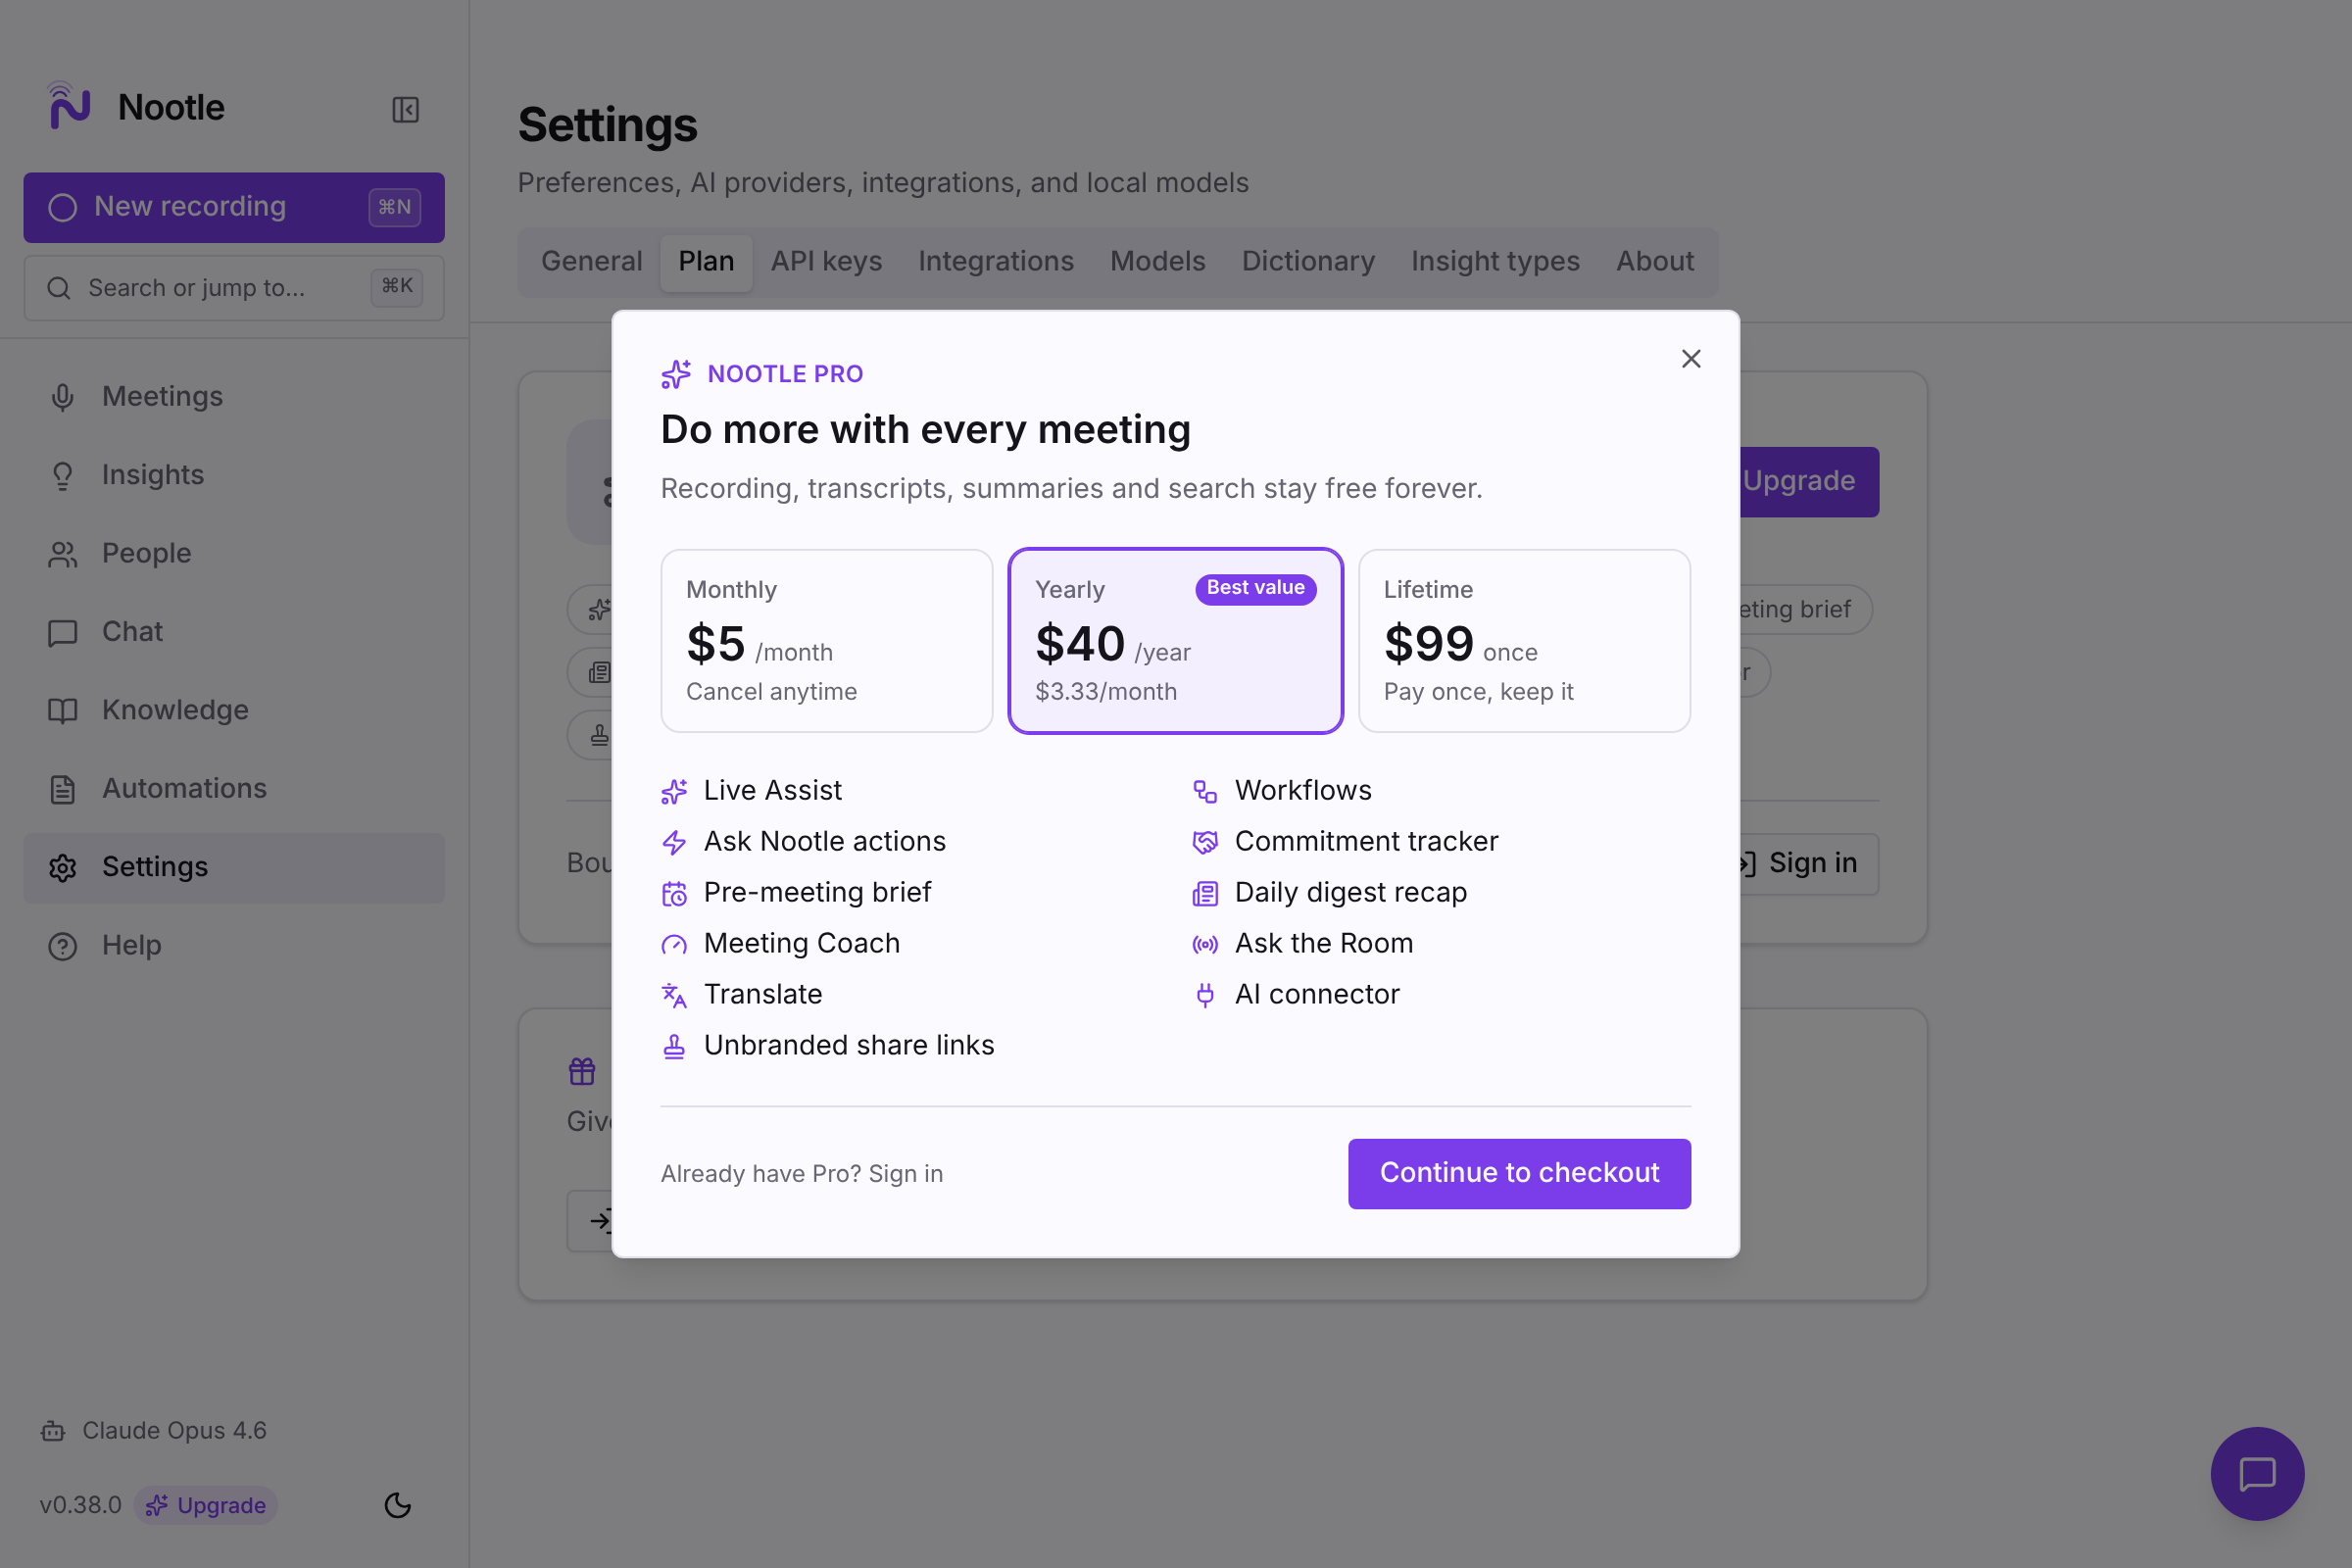 Nootle
New recording ⌘N
Search or jump to... ⌘K
Meetings
Insights
People
Chat
Knowledge
Automations
Settings
Help
Claude Opus 4.6
v0.38.0 Upgrade
Settings
Preferences, AI providers, integrations, and local models
General Plan API keys Integrations Models Dictionary Insight types About
Upgrade
eting brief
r
Bou
Sign in
Giv
NOOTLE PRO
Do more with every meeting
Recording, transcripts, summaries and search stay free forever.
Monthly
$5 /month
Cancel anytime
Yearly Best value
$40 /year
$3.33/month
Lifetime
$99 once
Pay once, keep it
Live Assist
Ask Nootle actions
Pre-meeting brief
Meeting Coach
Translate
Unbranded share links
Workflows
Commitment tracker
Daily digest recap
Ask the Room
AI connector
Already have Pro? Sign in
Continue to checkout